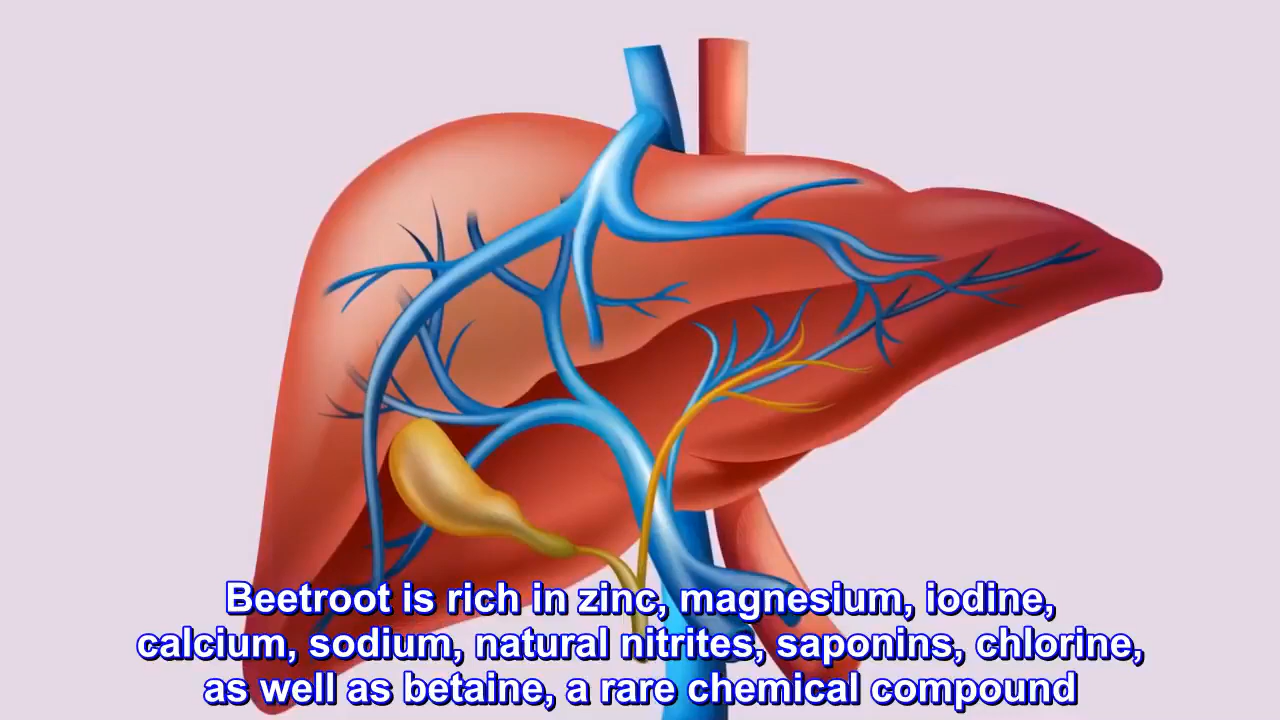 Beetroot is rich in zinc, magnesium, iodine,
calcium, sodium, natural nitrites, saponins, chlorine,
as well as betaine, a rare chemical compound